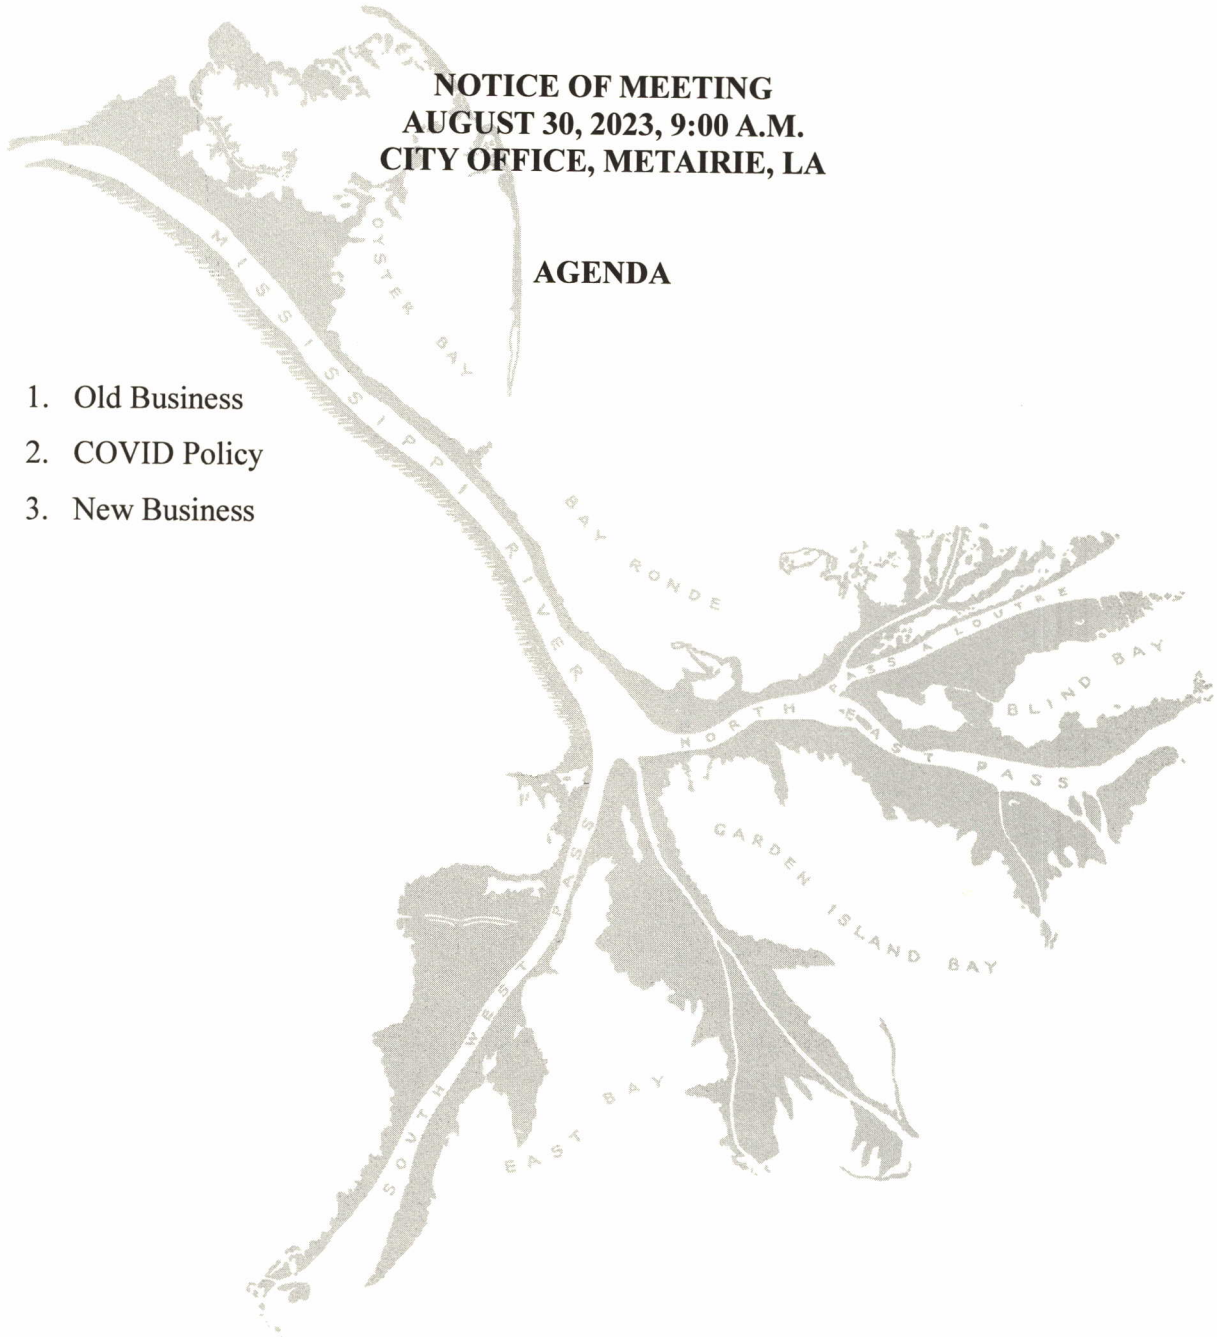 NOTICE OF MEETING
AUGUST 30, 2023, 9:00 A.M.
CITY OFFICE, METAIRIE, LA
AGENDA
1. Old Business
2. COVID Policy
3. New Business
OYSTER BAY
MISSISSIPPI RIVER
BAY RONDE
PASS A LOUTRE
BLIND BAY
NORTH EAST PASS
GARDEN ISLAND BAY
SOUTH WEST PASS
EAST BAY